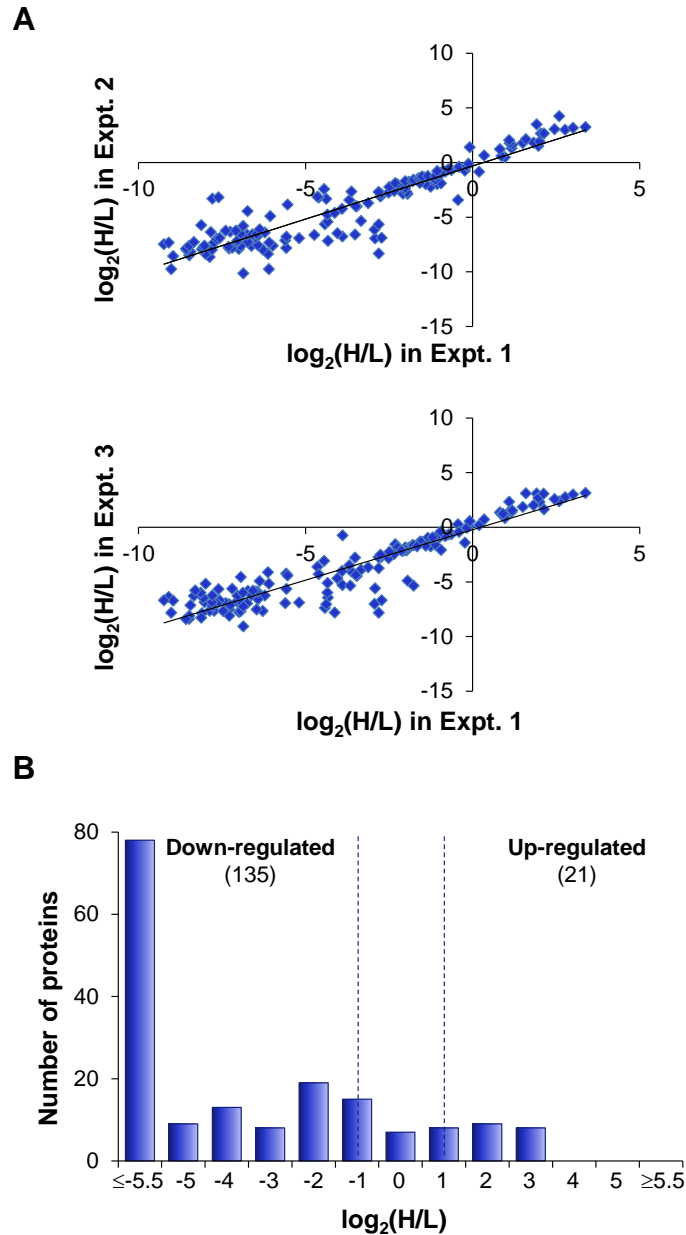 A
10
5
0
-10
-5
0
5
-5
-10
-15
log2(H/L) in Expt. 2
log2(H/L) in Expt. 1
10
5
0
-10
-5
0
5
-5
-10
-15
log2(H/L) in Expt. 3
log2(H/L) in Expt. 1
B
80
60
40
20
0
Number of proteins
Down-regulated
(135)
Up-regulated
(21)
≤-5.5 -5 -4 -3 -2 -1 0 1 2 3 4 5 ≥5.5
log2(H/L)